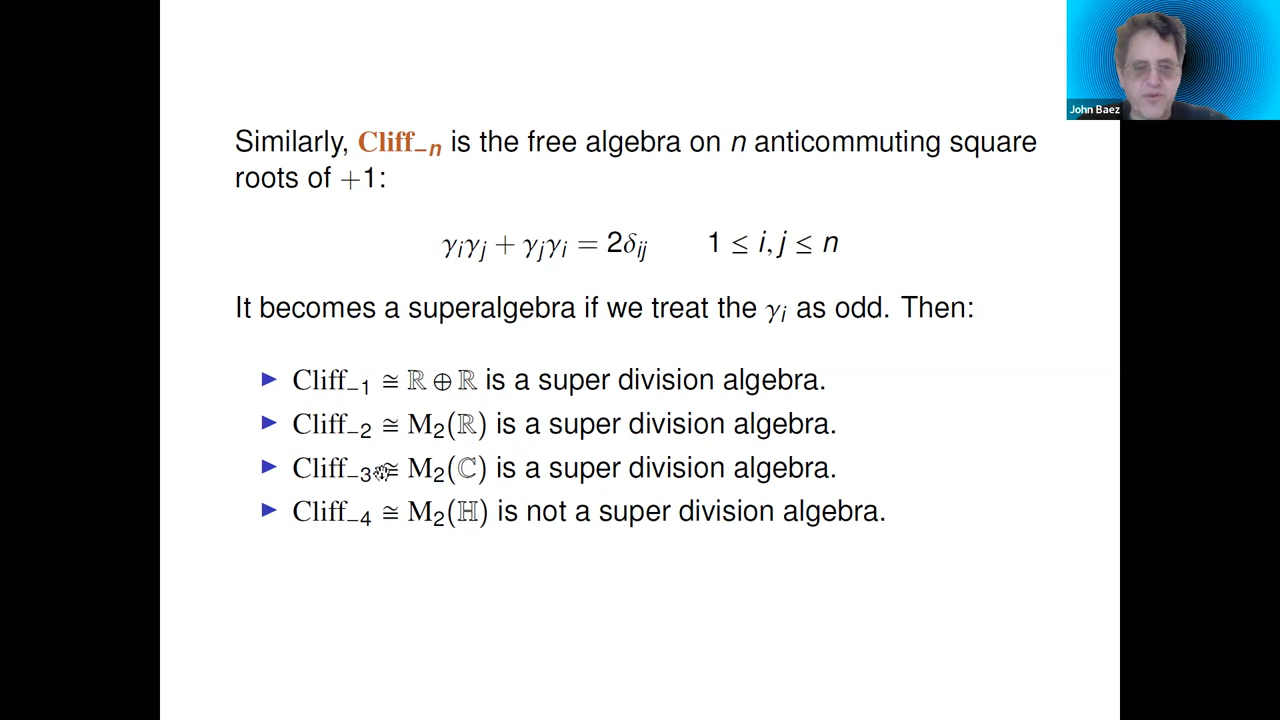 John Baez
Similarly, Cliff₋ₙ is the free algebra on n anticommuting square
roots of +1:
γᵢγⱼ + γⱼγᵢ = 2δᵢⱼ 1 ≤ i, j ≤ n
It becomes a superalgebra if we treat the γᵢ as odd. Then:
▶ Cliff₋₁ ≅ ℝ ⊕ ℝ is a super division algebra.
▶ Cliff₋₂ ≅ M₂(ℝ) is a super division algebra.
▶ Cliff₋₃ ≅ M₂(ℂ) is a super division algebra.
▶ Cliff₋₄ ≅ M₂(ℍ) is not a super division algebra.